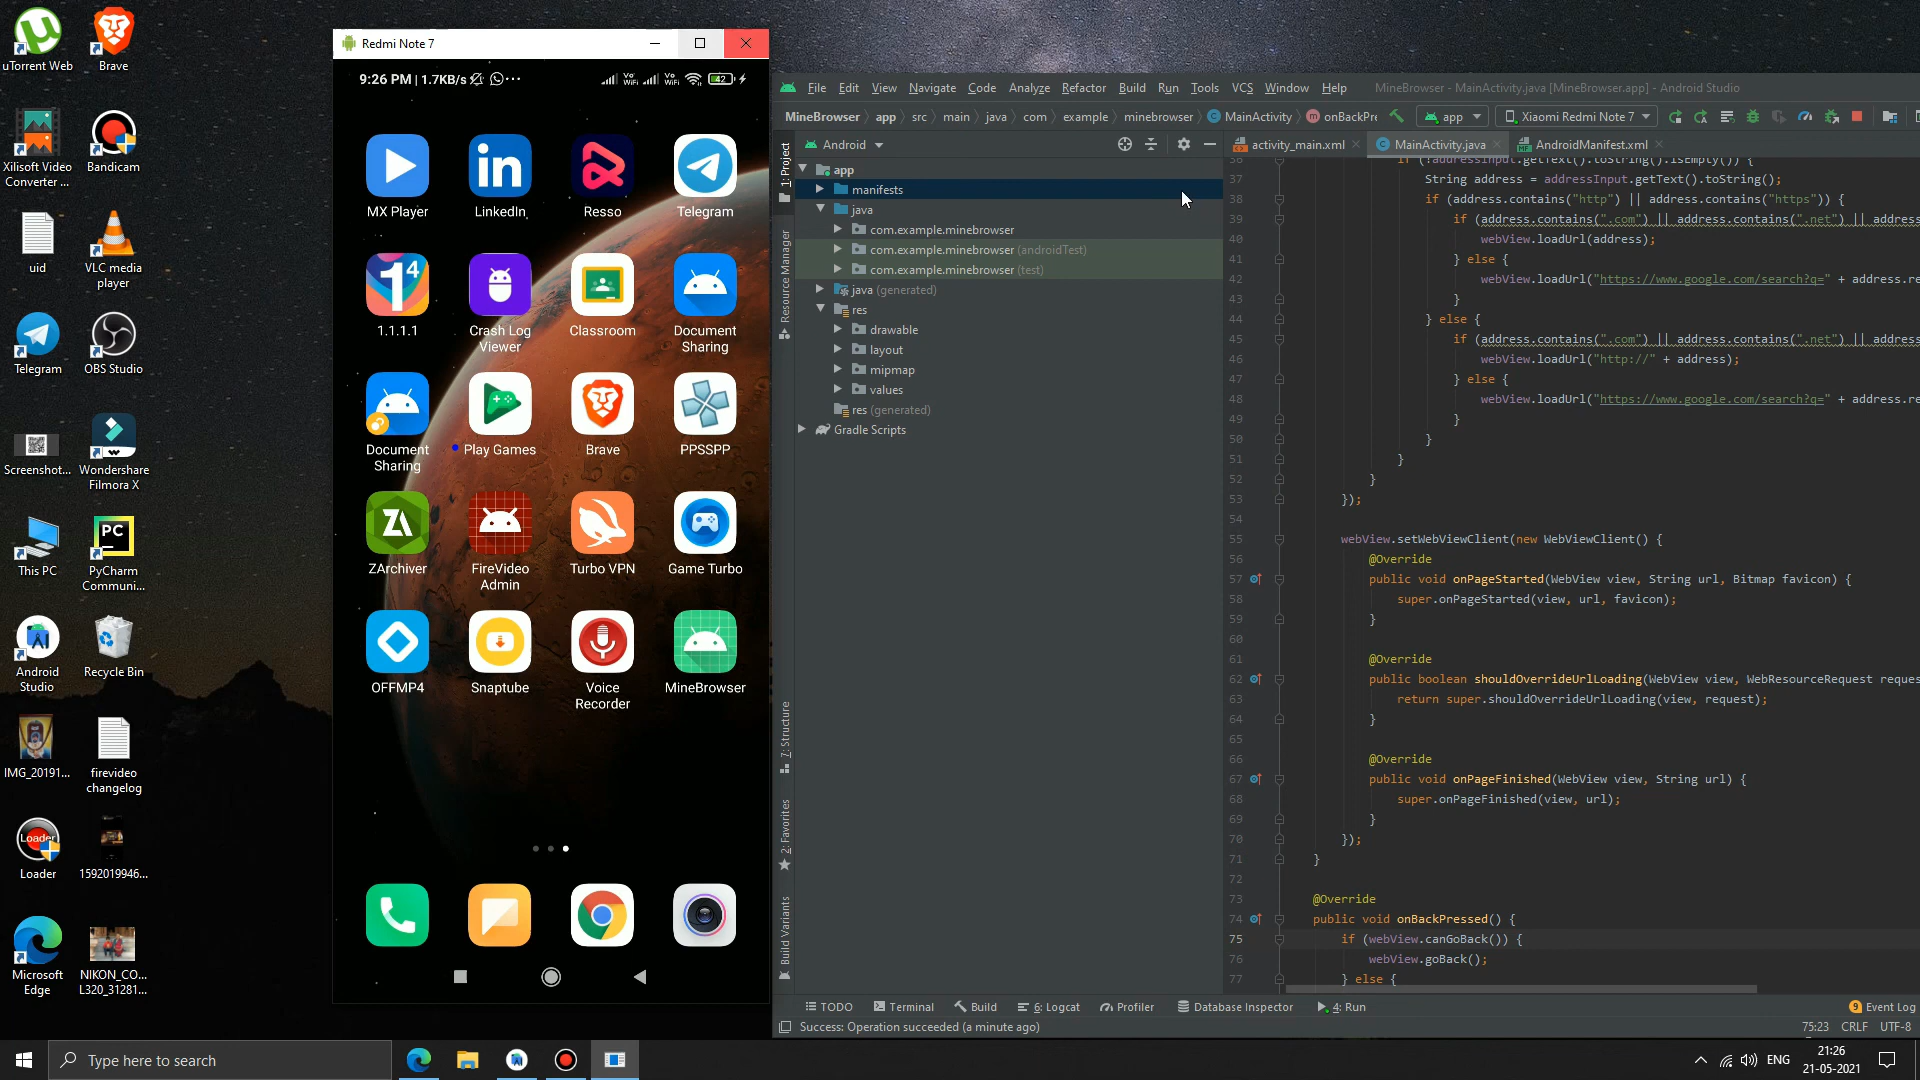 uTorrent Web
Brave
Xilisoft Video
Converter ...
Bandicam
uid
VLC media
player
Telegram
OBS Studio
Screenshot...
Wondershare
Filmora X
This PC
PC
PyCharm
Communi...
Android
Studio
Recycle Bin
IMG_20191...
firevideo
changelog
Loader
Loader
1592019946...
Microsoft
Edge
NIKON_CO...
L320_31281...
Redmi Note 7
9:26 PM | 1.7KB/s
Vo
WiFi
Vo
WiFi
42
in
MX Player
LinkedIn
Resso
Telegram
1⁴
1.1.1.1
Crash Log
Viewer
Classroom
Document
Sharing
Document
Sharing
Play Games
Brave
PPSSPP
ZA
ZArchiver
FireVideo
Admin
Turbo VPN
Game Turbo
OFFMP4
Snaptube
Voice
Recorder
MineBrowser
File Edit View Navigate Code Analyze Refactor Build Run Tools VCS Window Help MineBrowser - MainActivity.java [MineBrowser.app] - Android Studio
MineBrowser app src main java com example minebrowser MainActivity onBackPre app Xiaomi Redmi Note 7
Android
activity_main.xml MainActivity.java AndroidManifest.xml
1: Project
Resource Manager
7: Structure
2: Favorites
Build Variants
app
manifests
java
com.example.minebrowser
com.example.minebrowser (androidTest)
com.example.minebrowser (test)
java (generated)
res
drawable
layout
mipmap
values
res (generated)
Gradle Scripts
36 if (!addressInput.getText().toString().isEmpty()) {
37 String address = addressInput.getText().toString();
38 if (address.contains("http") || address.contains("https")) {
39 if (address.contains(".com") || address.contains(".net") || address
40 webView.loadUrl(address);
41 } else {
42 webView.loadUrl("https://www.google.com/search?q=" + address.re
43 }
44 } else {
45 if (address.contains(".com") || address.contains(".net") || address
46 webView.loadUrl("http://" + address);
47 } else {
48 webView.loadUrl("https://www.google.com/search?q=" + address.re
49 }
50 }
51 }
52 }
53 });
54
55 webView.setWebViewClient(new WebViewClient() {
56 @Override
57 public void onPageStarted(WebView view, String url, Bitmap favicon) {
58 super.onPageStarted(view, url, favicon);
59 }
60
61 @Override
62 public boolean shouldOverrideUrlLoading(WebView view, WebResourceRequest reques
63 return super.shouldOverrideUrlLoading(view, request);
64 }
65
66 @Override
67 public void onPageFinished(WebView view, String url) {
68 super.onPageFinished(view, url);
69 }
70 });
71 }
72
73 @Override
74 public void onBackPressed() {
75 if (webView.canGoBack()) {
76 webView.goBack();
77 } else {
TODO Terminal Build 6: Logcat Profiler Database Inspector 4: Run 9 Event Log
Success: Operation succeeded (a minute ago) 75:23 CRLF UTF-8
Type here to search
ENG
21:26
21-05-2021